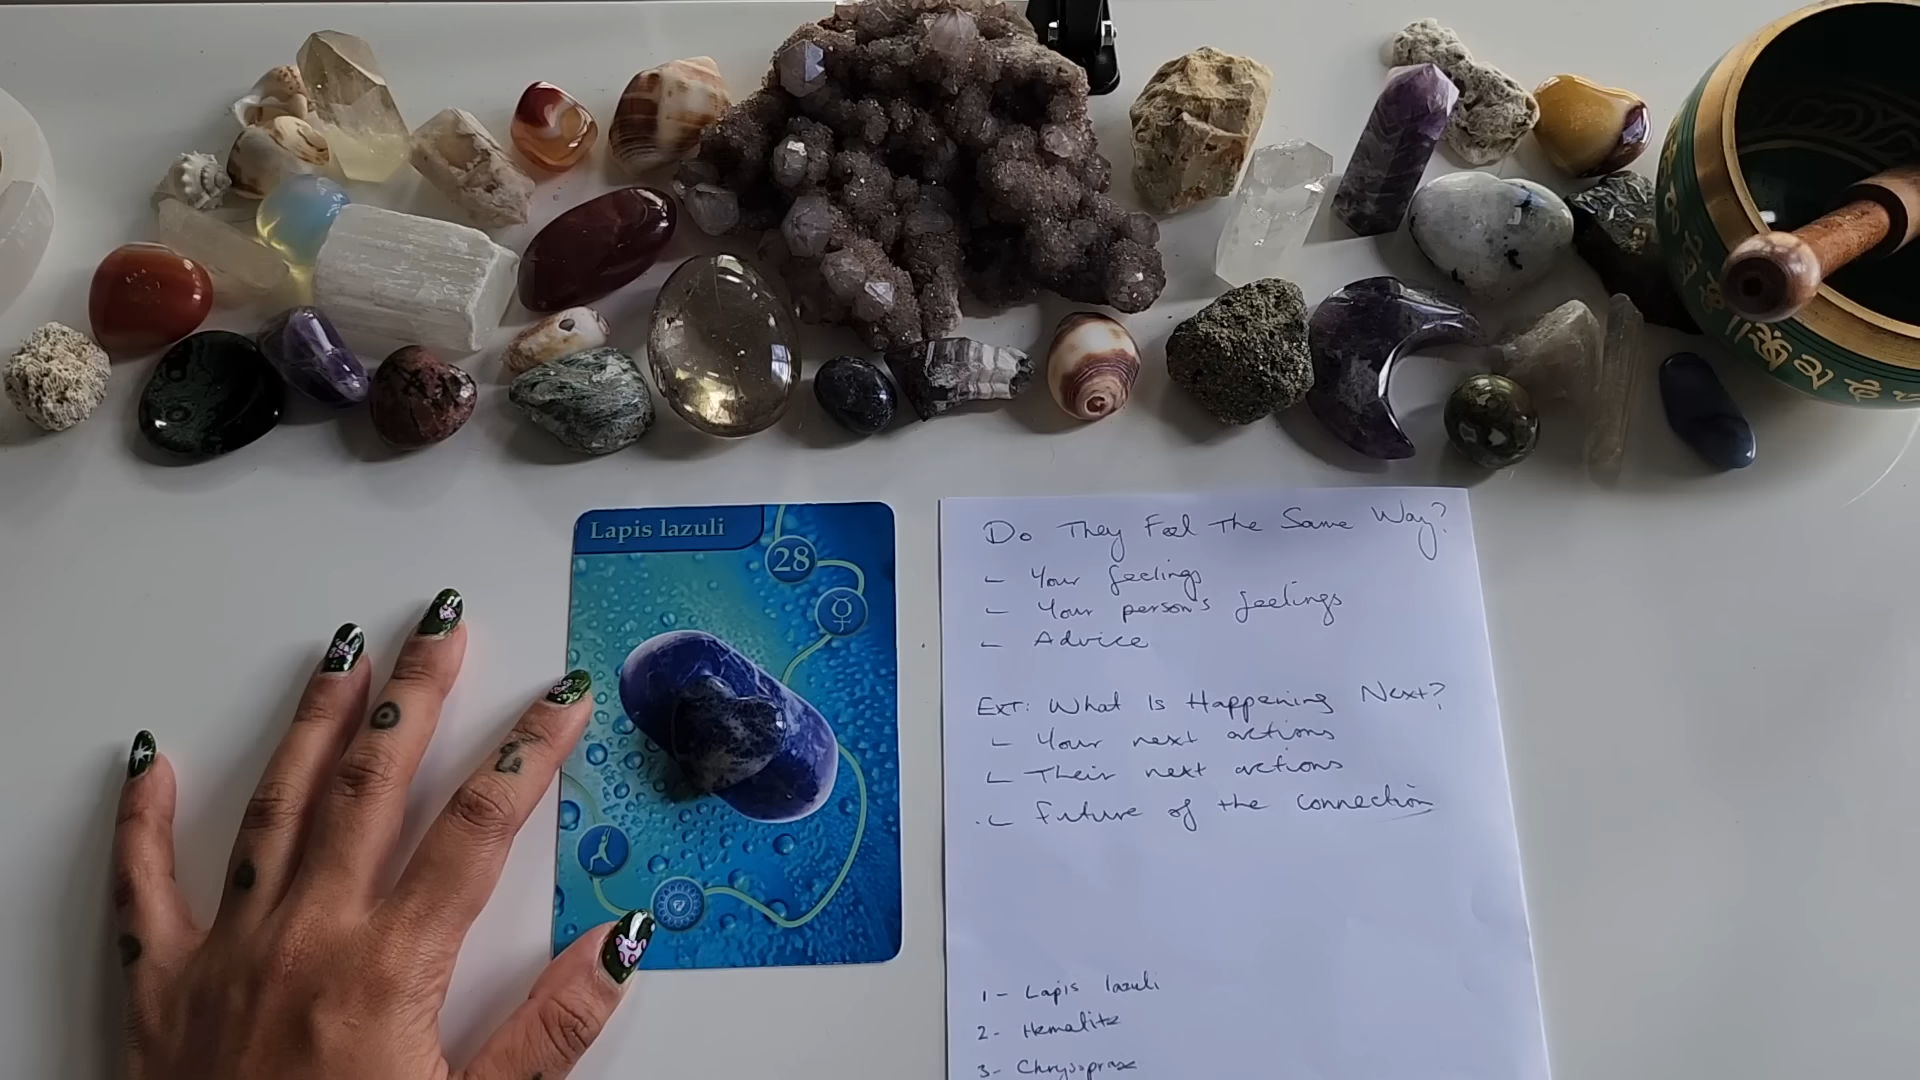 Lapis lazuli
28
Do They Feel The Same Way?
- Your feelings
- Your person's feelings
- Advice
Ext: What Is Happening Next?
- Your next actions
- Their next actions
- Future of the connection
1- Lapis lazuli
2- Hematite
3- Chrysoprase